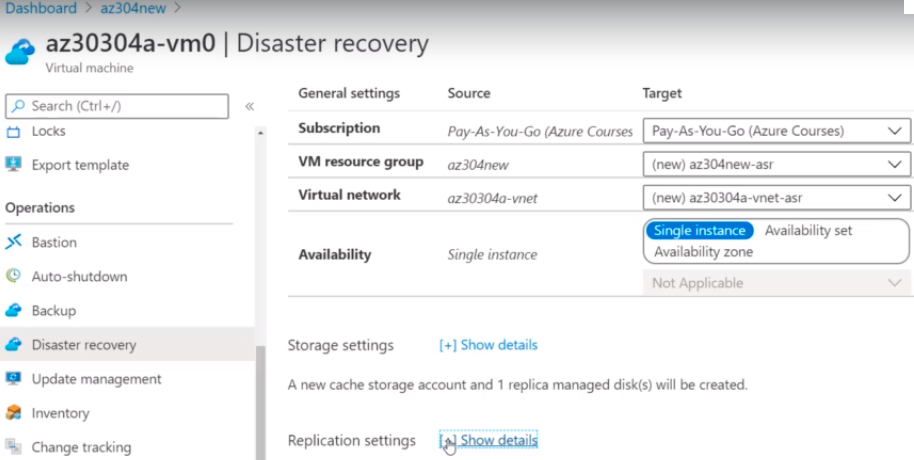 Dashboard > az304new >
az30304a-vm0 | Disaster recovery
Virtual machine
Search (Ctrl+/)
«
Locks
Export template
Operations
Bastion
Auto-shutdown
Backup
Disaster recovery
Update management
Inventory
Change tracking
General settings Source Target
Subscription Pay-As-You-Go (Azure Courses Pay-As-You-Go (Azure Courses)
VM resource group az304new (new) az304new-asr
Virtual network az30304a-vnet (new) az30304a-vnet-asr
Availability Single instance Single instance Availability set
Availability zone
Not Applicable
Storage settings [+] Show details
A new cache storage account and 1 replica managed disk(s) will be created.
Replication settings [+] Show details